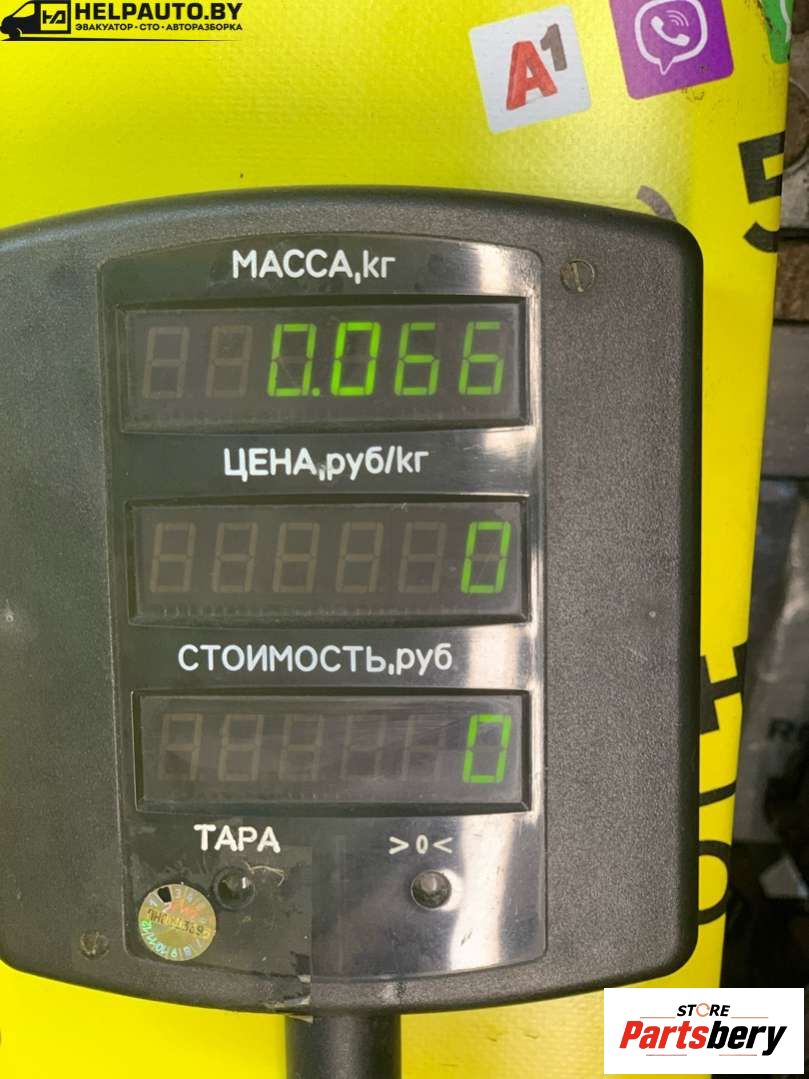 HELPAUTO.BY
ЭВАКУАТОР•СТО•АВТОРАЗБОРКА
A1
5
МАССА,кг
0.066
ЦЕНА,руб/кг
0
СТОИМОСТЬ,руб
0
ТАРА
>0<
STORE
Partsbery